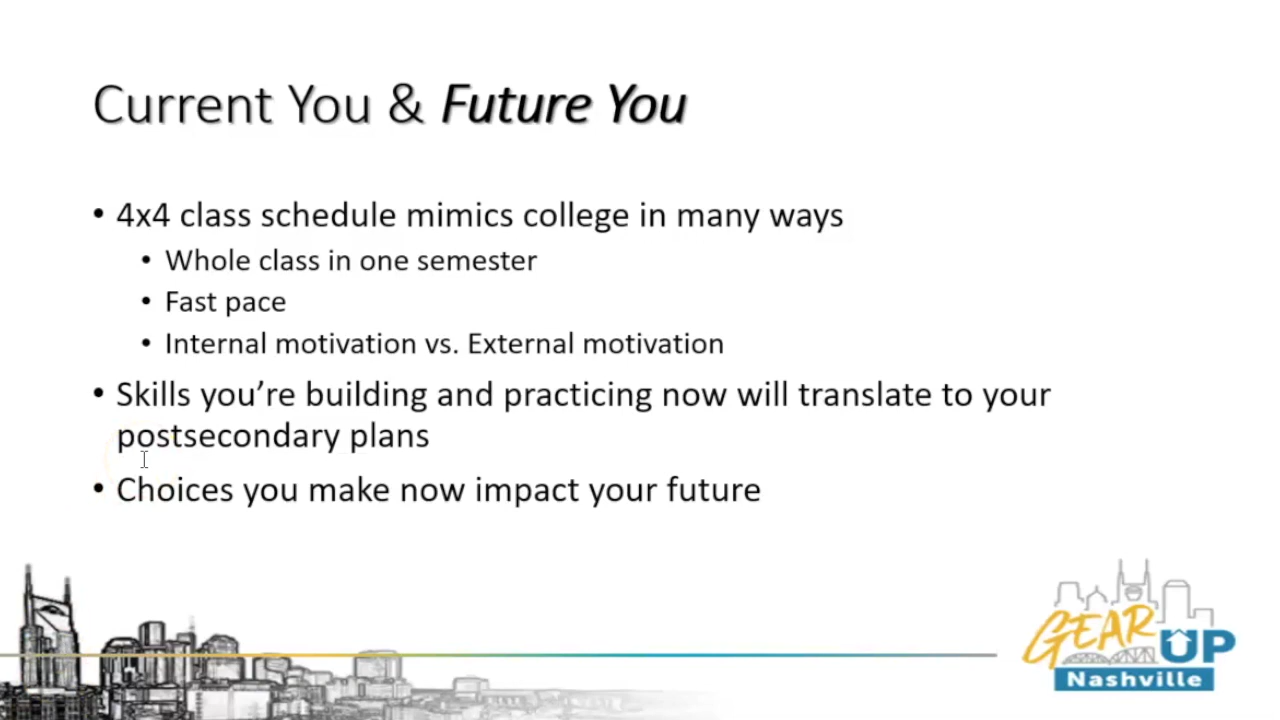 Current You & Future You
• 4x4 class schedule mimics college in many ways
• Whole class in one semester
• Fast pace
• Internal motivation vs. External motivation
• Skills you’re building and practicing now will translate to your
postsecondary plans
• Choices you make now impact your future
GEAR UP
Nashville